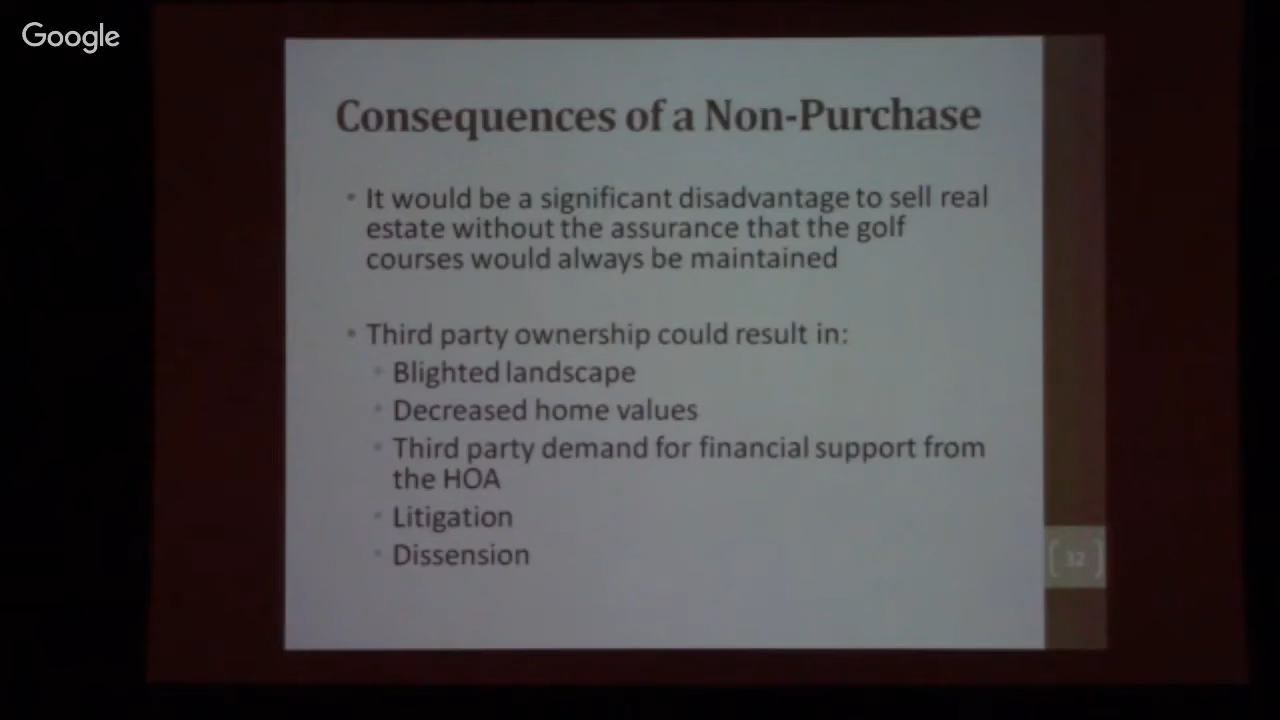 Google
Consequences of a Non-Purchase
• It would be a significant disadvantage to sell real
estate without the assurance that the golf
courses would always be maintained
• Third party ownership could result in:
• Blighted landscape
• Decreased home values
• Third party demand for financial support from
the HOA
• Litigation
• Dissension
[ 32 ]